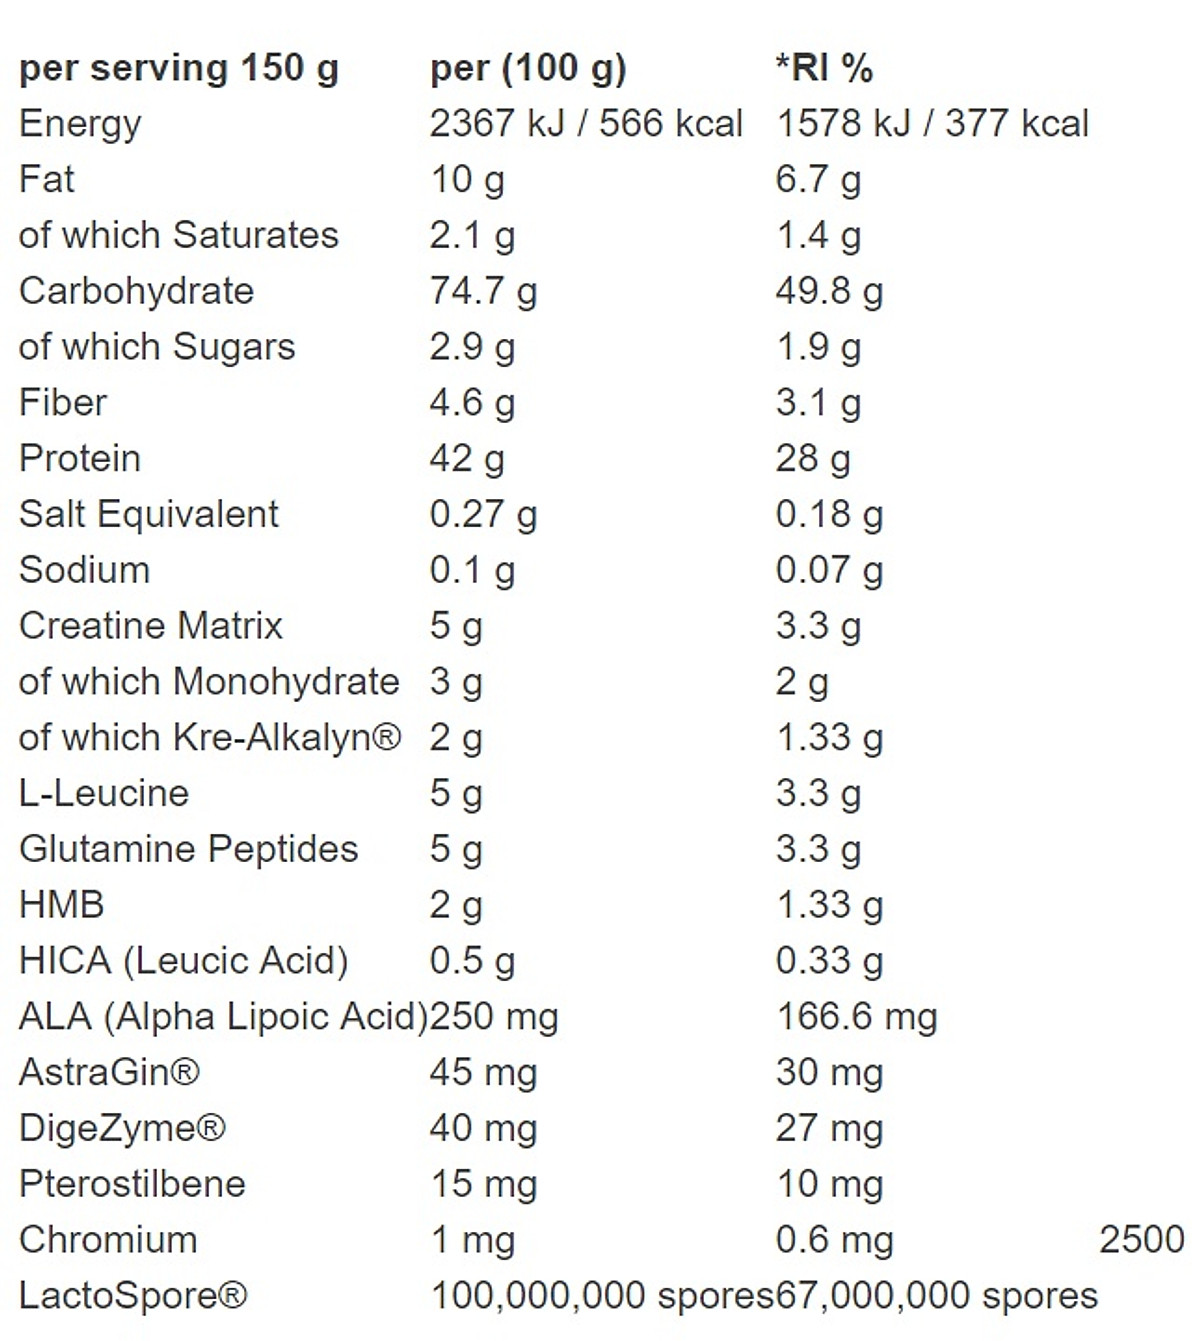 per serving 150 g per (100 g) *RI %
Energy 2367 kJ / 566 kcal 1578 kJ / 377 kcal
Fat 10 g 6.7 g
of which Saturates 2.1 g 1.4 g
Carbohydrate 74.7 g 49.8 g
of which Sugars 2.9 g 1.9 g
Fiber 4.6 g 3.1 g
Protein 42 g 28 g
Salt Equivalent 0.27 g 0.18 g
Sodium 0.1 g 0.07 g
Creatine Matrix 5 g 3.3 g
of which Monohydrate 3 g 2 g
of which Kre-Alkalyn® 2 g 1.33 g
L-Leucine 5 g 3.3 g
Glutamine Peptides 5 g 3.3 g
HMB 2 g 1.33 g
HICA (Leucic Acid) 0.5 g 0.33 g
ALA (Alpha Lipoic Acid) 250 mg 166.6 mg
AstraGin® 45 mg 30 mg
DigeZyme® 40 mg 27 mg
Pterostilbene 15 mg 10 mg
Chromium 1 mg 0.6 mg 2500
LactoSpore® 100,000,000 spores 67,000,000 spores